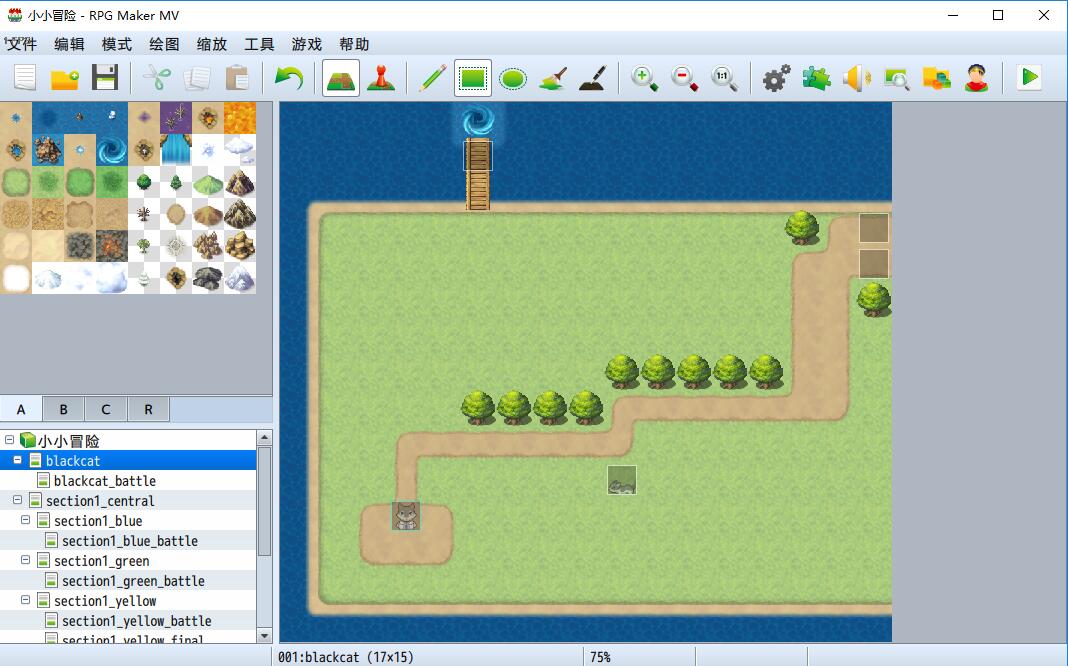 小小冒险 - RPG Maker MV
文件 编辑 模式 绘图 缩放 工具 游戏 帮助
1:1
A B C R
小小冒险
blackcat
blackcat_battle
section1_central
section1_blue
section1_blue_battle
section1_green
section1_green_battle
section1_yellow
section1_yellow_battle
section1_yellow_final
001:blackcat (17x15) 75%